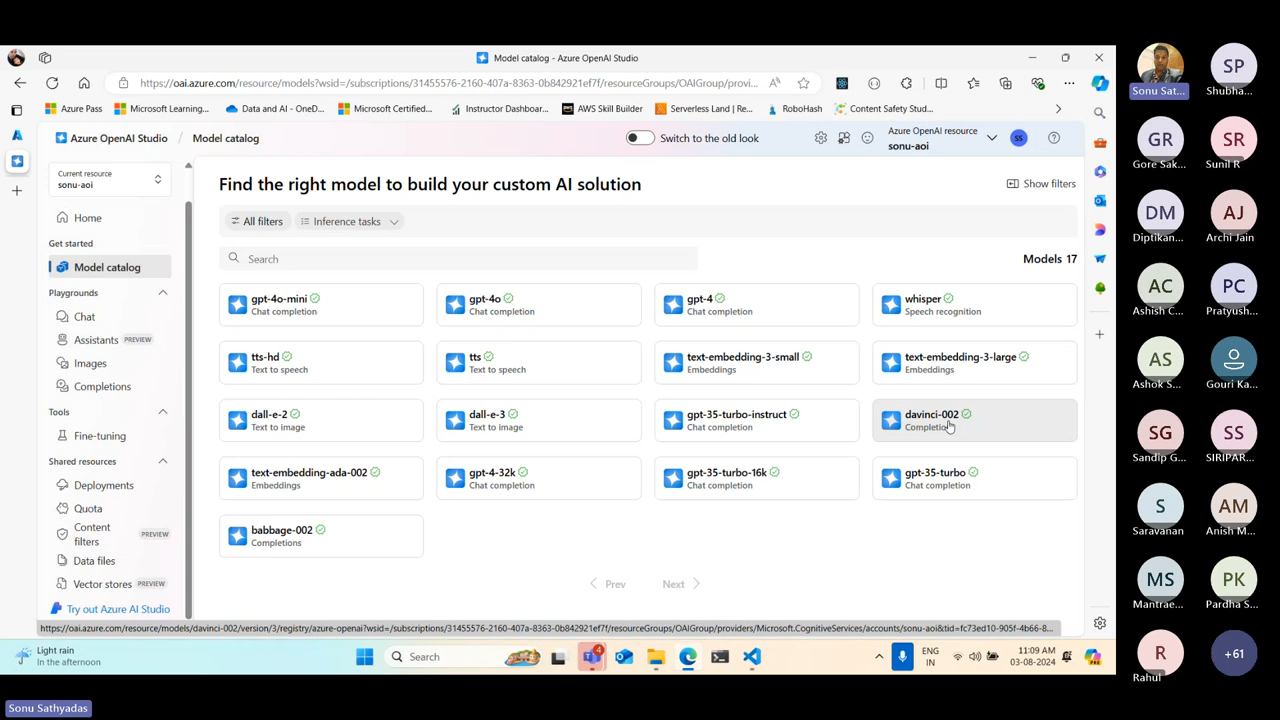 Model catalog - Azure OpenAI Studio
https://oai.azure.com/resource/models?wsid=/subscriptions/31455576-2160-407a-8363-0b842921ef7f/resourceGroups/OAIGroup/provi...
Azure Pass
Microsoft Learning...
Data and AI - OneD...
Microsoft Certified...
Instructor Dashboar...
AWS Skill Builder
Serverless Land | Re...
RoboHash
Content Safety Stud...
Azure OpenAI Studio / Model catalog
Switch to the old look
Azure OpenAI resource
sonu-aoi
SS
Current resource
sonu-aoi
Home
Get started
Model catalog
Playgrounds
Chat
Assistants PREVIEW
Images
Completions
Tools
Fine-tuning
Shared resources
Deployments
Quota
Content filters PREVIEW
Data files
Vector stores PREVIEW
Try out Azure AI Studio
Find the right model to build your custom AI solution
Show filters
All filters
Inference tasks
Search
Models 17
gpt-4o-mini
Chat completion
gpt-4o
Chat completion
gpt-4
Chat completion
whisper
Speech recognition
tts-hd
Text to speech
tts
Text to speech
text-embedding-3-small
Embeddings
text-embedding-3-large
Embeddings
dall-e-2
Text to image
dall-e-3
Text to image
gpt-35-turbo-instruct
Chat completion
davinci-002
Completions
text-embedding-ada-002
Embeddings
gpt-4-32k
Chat completion
gpt-35-turbo-16k
Chat completion
gpt-35-turbo
Chat completion
babbage-002
Completions
Prev
Next
https://oai.azure.com/resource/models/davinci-002/version/3/registry/azure-openai?wsid=/subscriptions/31455576-2160-407a-8363-0b842921ef7f/resourceGroups/OAIGroup/providers/Microsoft.CognitiveServices/accounts/sonu-aoi&tid=fc73ed10-905f-4b66-8...
Light rain
In the afternoon
Search
4
ENG
IN
11:09 AM
03-08-2024
Sonu Sathyadas
Sonu Sat...
SP
Shubha...
GR
Gore Sak...
SR
Sunil R
DM
Diptikan...
AJ
Archi Jain
AC
Ashish C...
PC
Pratyush...
AS
Ashok S...
Gouri Ka...
SG
Sandip G...
SS
SIRIPAR...
S
Saravanan
AM
Anish M...
MS
Mantrae...
PK
Pardha S...
R
Rahul
+61